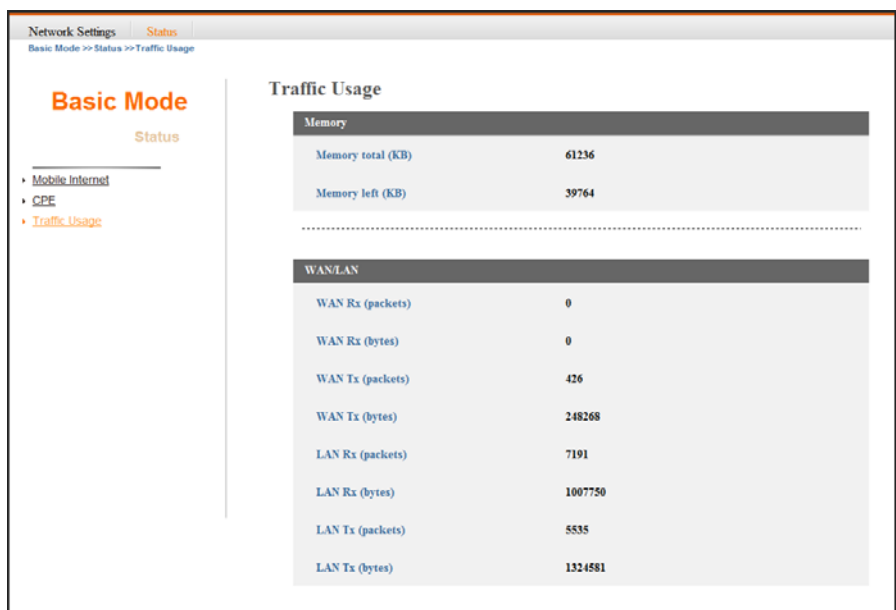 Network Settings Status
Basic Mode >> Status >> Traffic Usage
Basic Mode
Status
Mobile Internet
CPE
Traffic Usage
Traffic Usage
Memory
Memory total (KB) 61236
Memory left (KB) 39764
WAN/LAN
WAN Rx (packets) 0
WAN Rx (bytes) 0
WAN Tx (packets) 426
WAN Tx (bytes) 248268
LAN Rx (packets) 7191
LAN Rx (bytes) 1007750
LAN Tx (packets) 5535
LAN Tx (bytes) 1324581